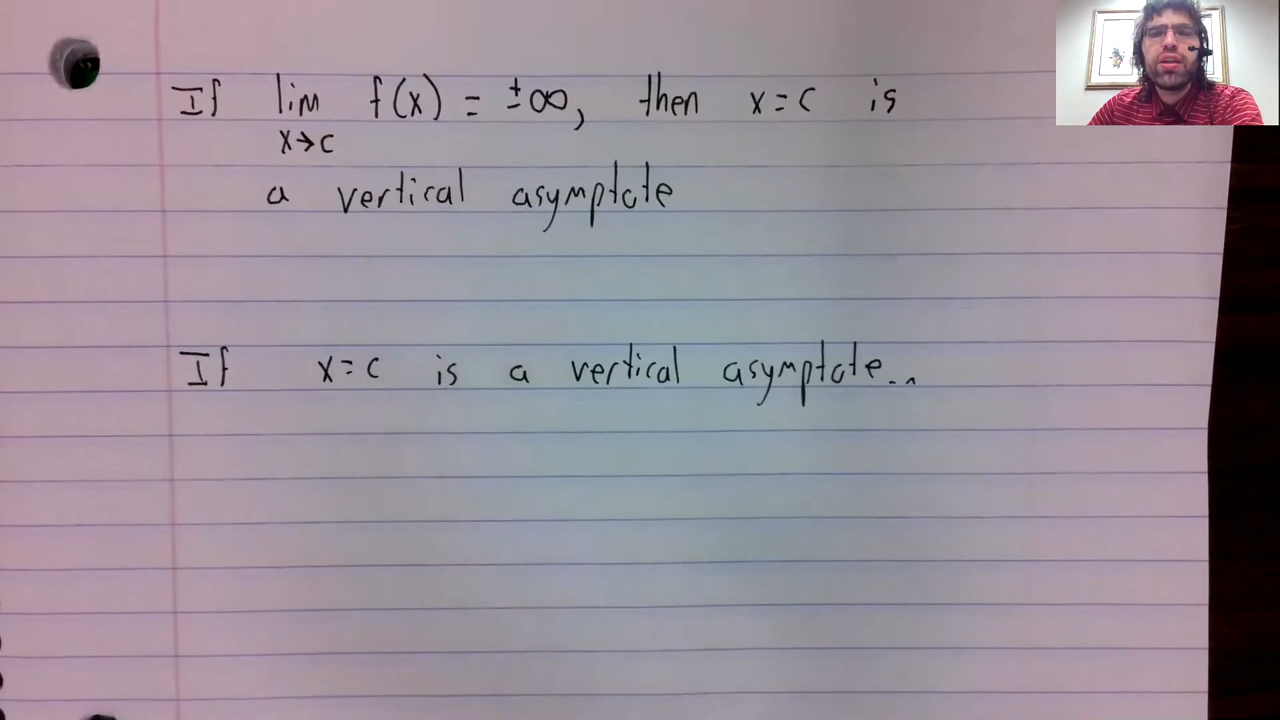 If lim f(x) = ±∞, then x=c is
x→c
a vertical asymptote
If x=c is a vertical asymptote...